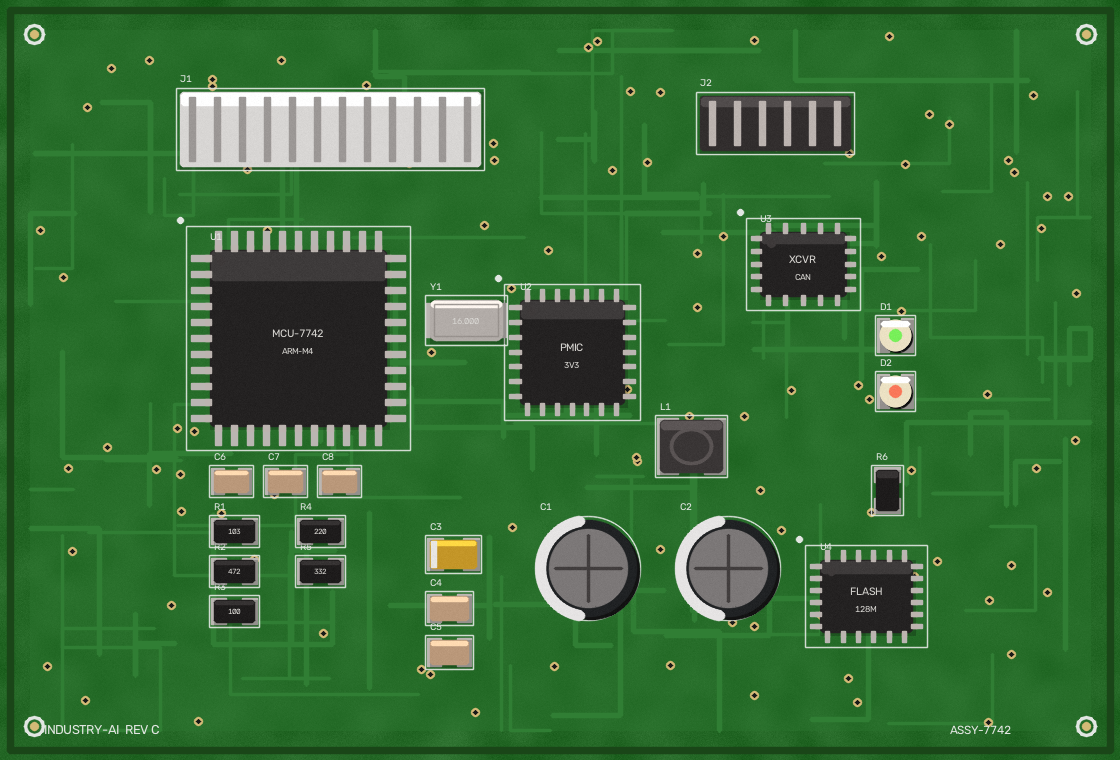 J1
J2
U1
U3
XCVR
CAN
Y1
16.000
U2
D1
MCU-7742
ARM-M4
PMIC
3V3
D2
L1
C6
C7
C8
R6
R1
103
R4
220
C1
C2
C3
R2
472
R5
332
U4
FLASH
128M
C4
R3
100
C5
INDUSTRY-AI REV C
ASSY-7742